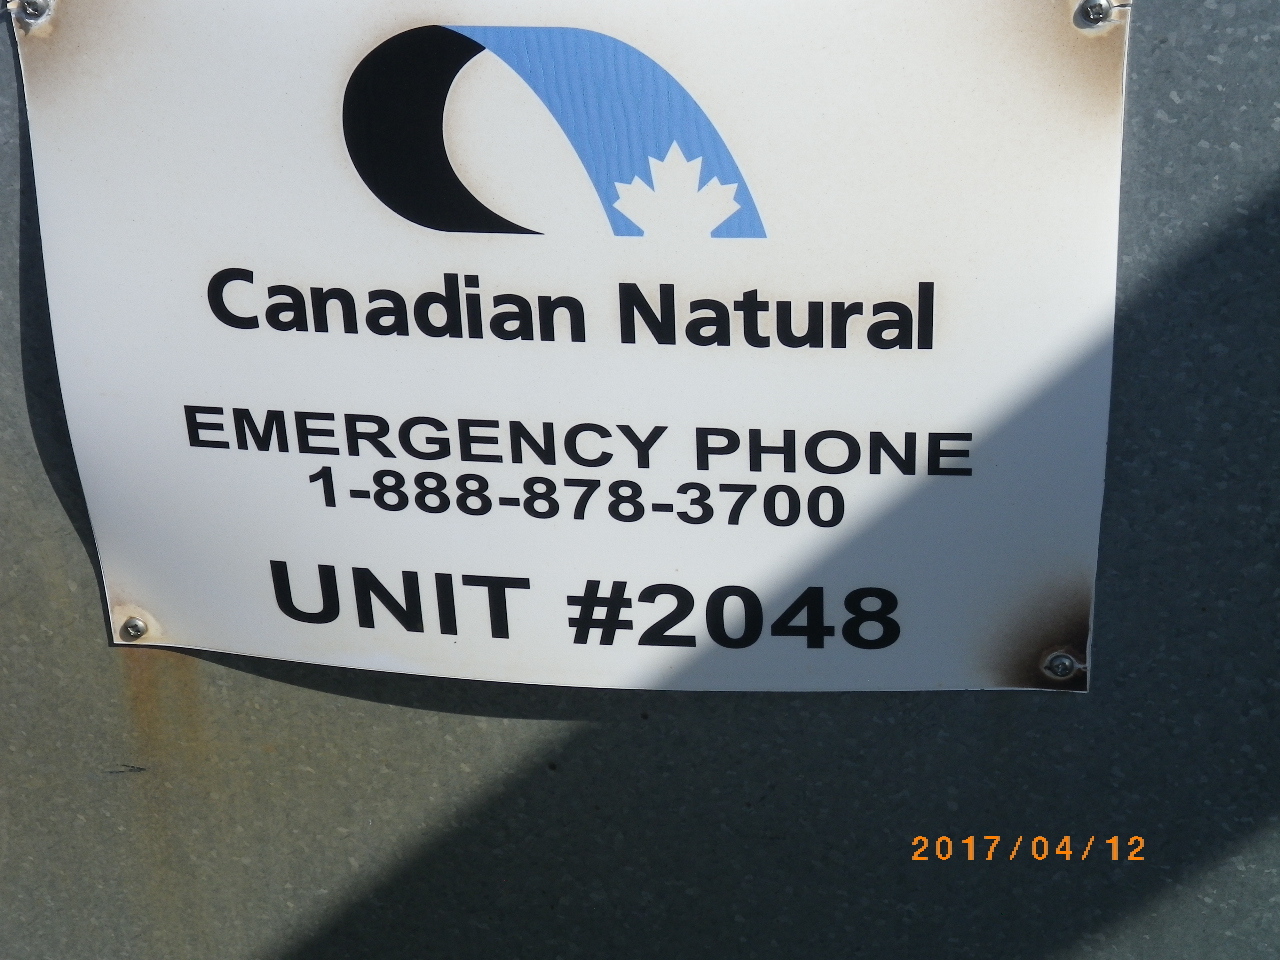 Canadian Natural
EMERGENCY PHONE
1-888-878-3700
UNIT #2048
2017/04/12